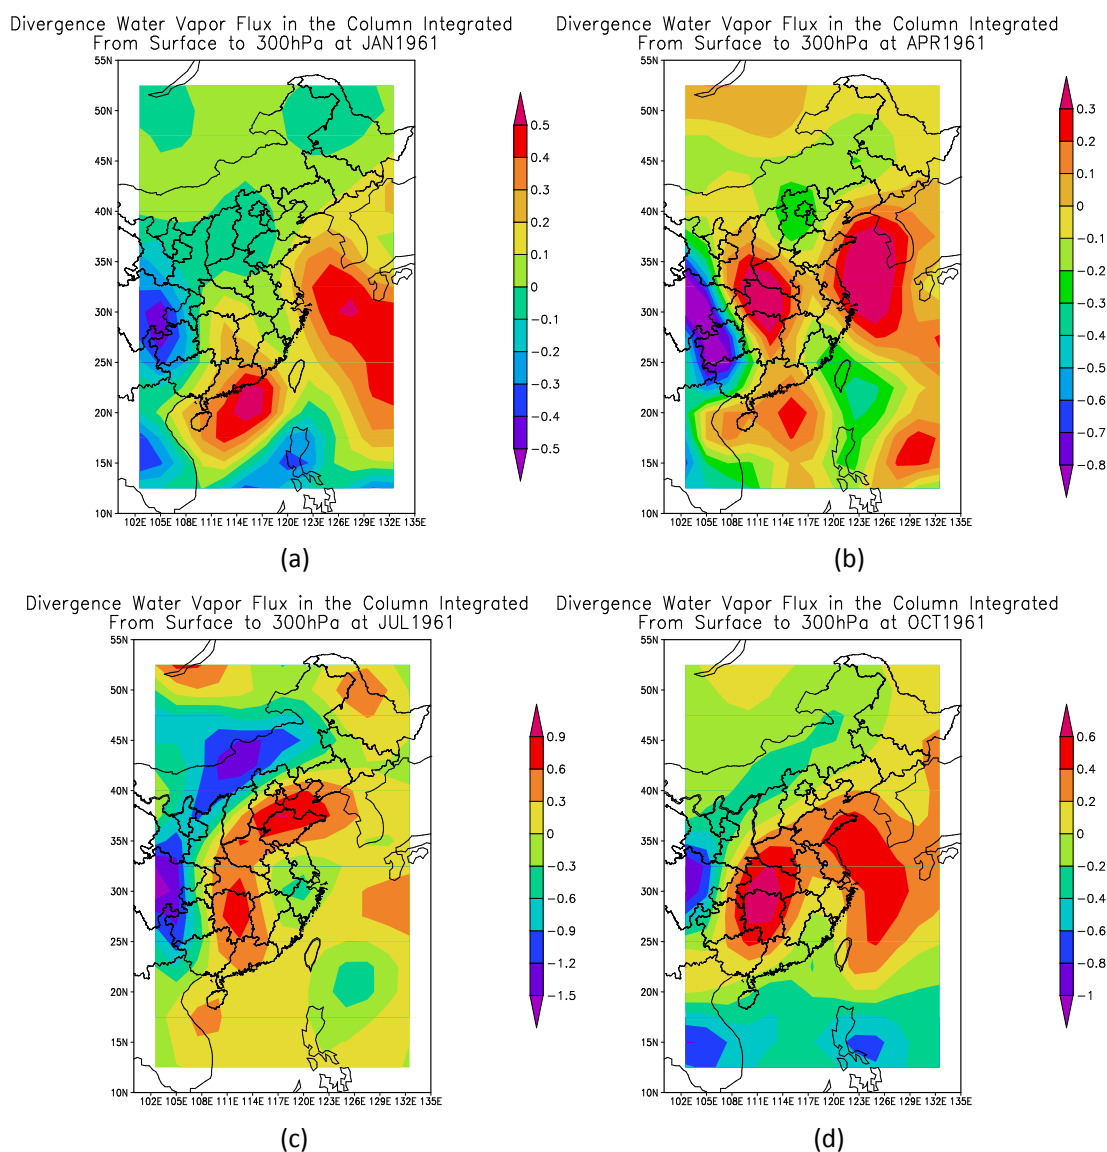 Divergence Water Vapor Flux in the Column Integrated
From Surface to 300hPa at JAN1961
55N
50N
45N
40N
35N
30N
25N
20N
15N
10N
102E 105E 108E 111E 114E 117E 120E 123E 126E 129E 132E 135E
0.5
0.4
0.3
0.2
0.1
0
−0.1
−0.2
−0.3
−0.4
−0.5
(a)
Divergence Water Vapor Flux in the Column Integrated
From Surface to 300hPa at APR1961
55N
50N
45N
40N
35N
30N
25N
20N
15N
10N
102E 105E 108E 111E 114E 117E 120E 123E 126E 129E 132E 135E
0.3
0.2
0.1
0
−0.1
−0.2
−0.3
−0.4
−0.5
−0.6
−0.7
−0.8
(b)
Divergence Water Vapor Flux in the Column Integrated
From Surface to 300hPa at JUL1961
55N
50N
45N
40N
35N
30N
25N
20N
15N
10N
102E 105E 108E 111E 114E 117E 120E 123E 126E 129E 132E 135E
0.9
0.6
0.3
0
−0.3
−0.6
−0.9
−1.2
−1.5
(c)
Divergence Water Vapor Flux in the Column Integrated
From Surface to 300hPa at OCT1961
55N
50N
45N
40N
35N
30N
25N
20N
15N
10N
102E 105E 108E 111E 114E 117E 120E 123E 126E 129E 132E 135E
0.6
0.4
0.2
0
−0.2
−0.4
−0.6
−0.8
−1
(d)